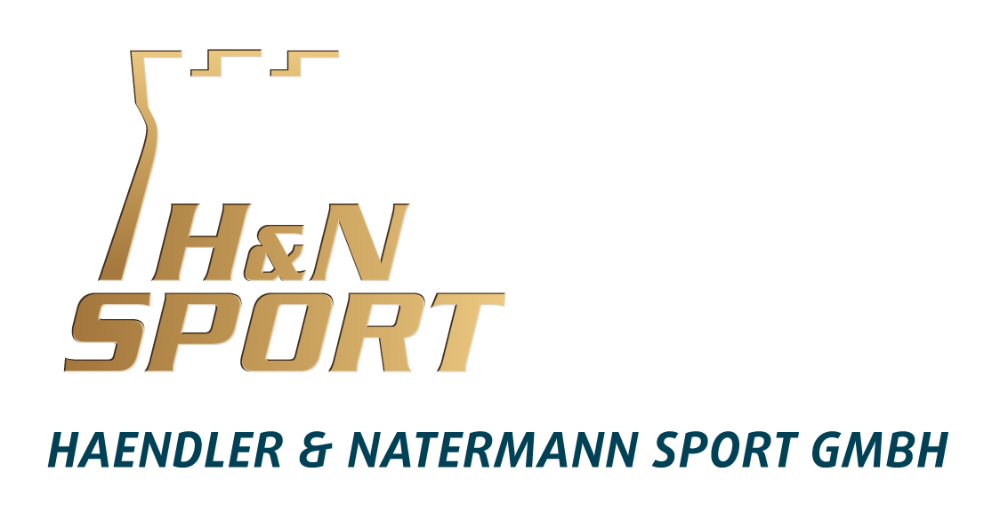 H&N
SPORT
HAENDLER & NATERMANN SPORT GMBH